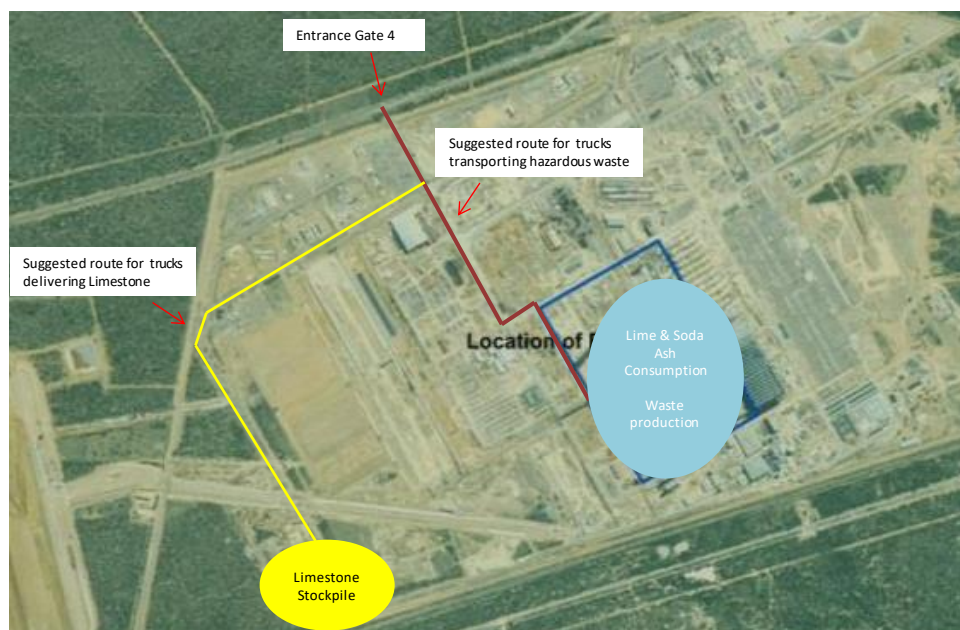 Entrance Gate 4
Suggested route for trucks
transporting hazardous waste
Suggested route for trucks
delivering Limestone
Location of
Lime & Soda
Ash
Consumption
Waste
production
Limestone
Stockpile